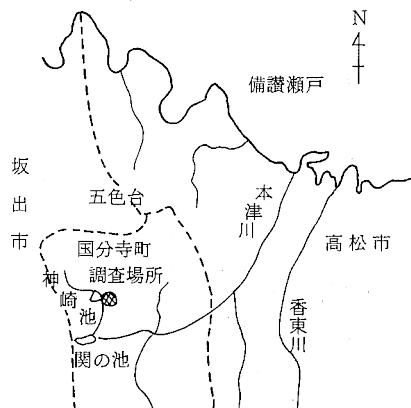 N
備讃瀬戸
坂出市
五色台
本津川
高松市
国分寺町
調査場所
神崎池
香東川
関の池